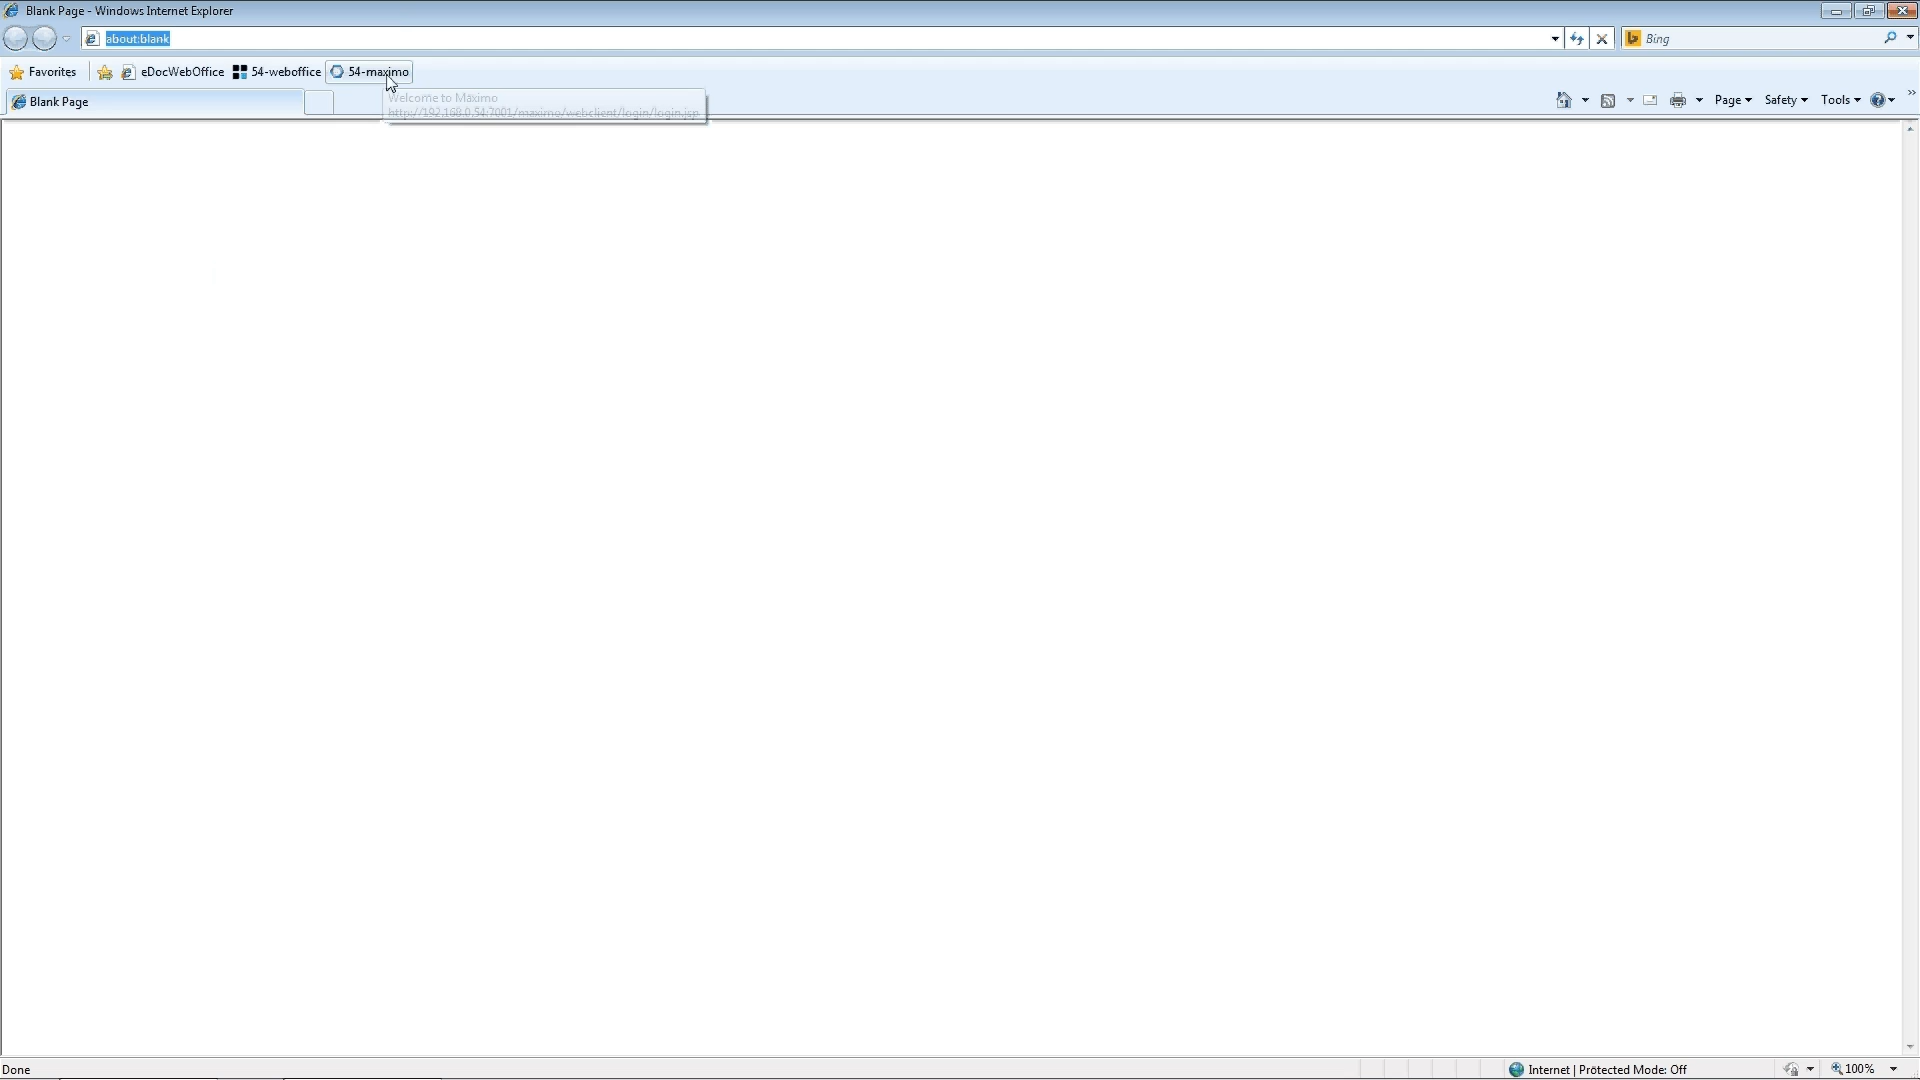 Blank Page - Windows Internet Explorer
about:blank
Bing
Favorites
eDocWebOffice
54-weboffice
54-maximo
Welcome to Maximo
http://192.168.0.54:7001/maximo/webclient/login/login.jsp
Blank Page
Page
Safety
Tools
Done
Internet | Protected Mode: Off
100%